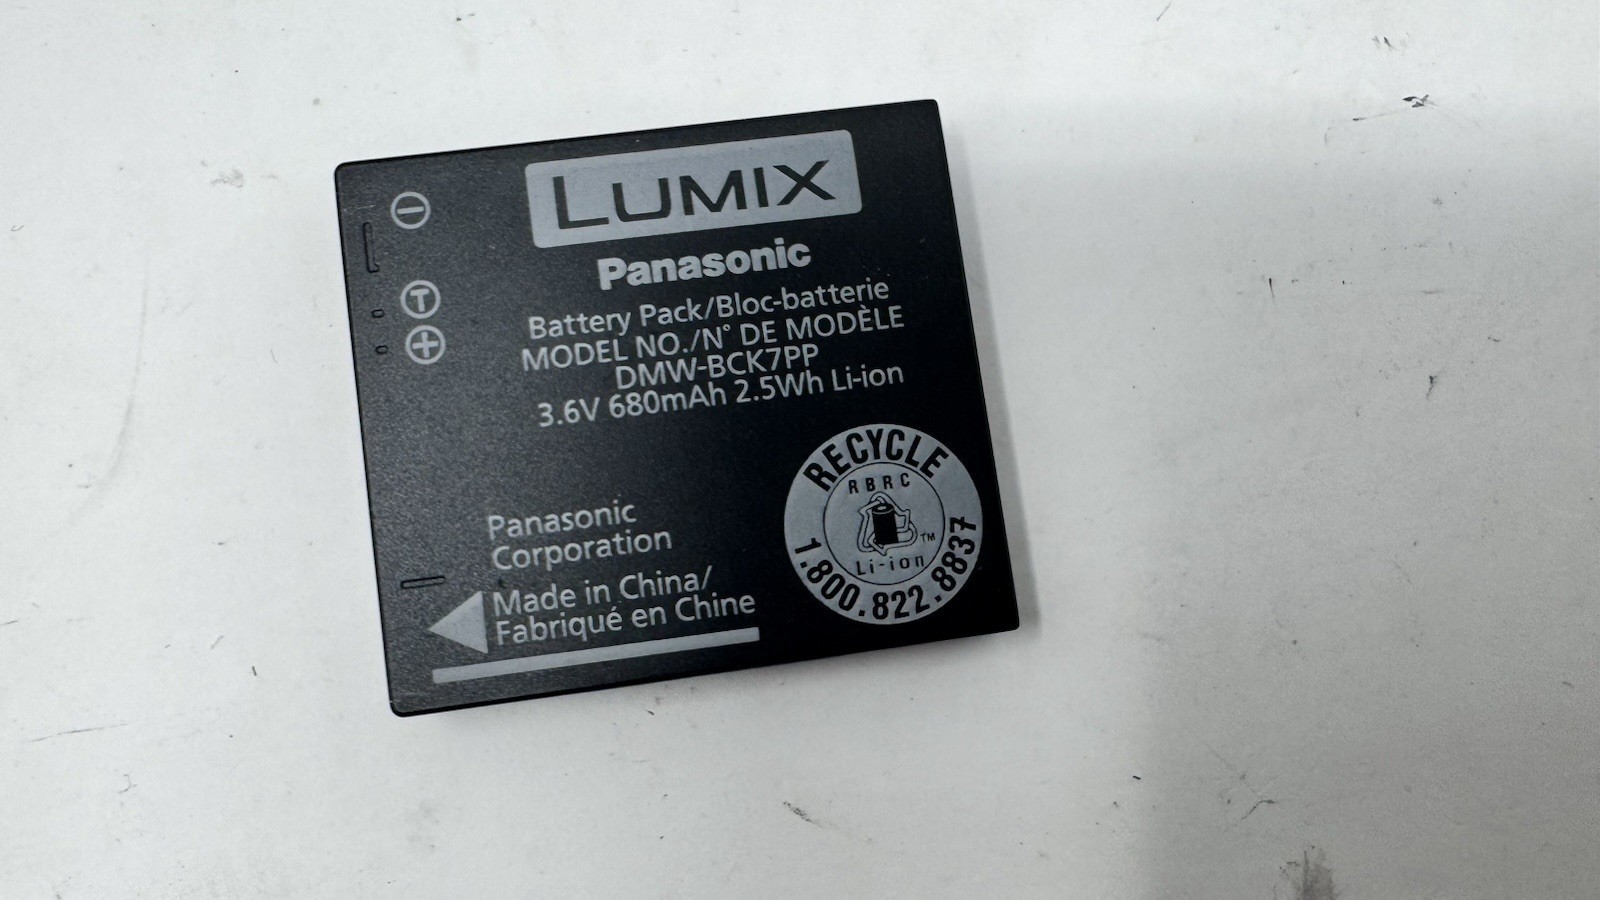 LUMIX
Panasonic
Battery Pack/Bloc-batterie
MODEL NO./N° DE MODÈLE
DMW-BCK7PP
3.6V 680mAh 2.5Wh Li-ion
T
RECYCLE
RBRC
Li-ion
TM
1.800.822.8837
Panasonic
Corporation
Made in China/
Fabriqué en Chine